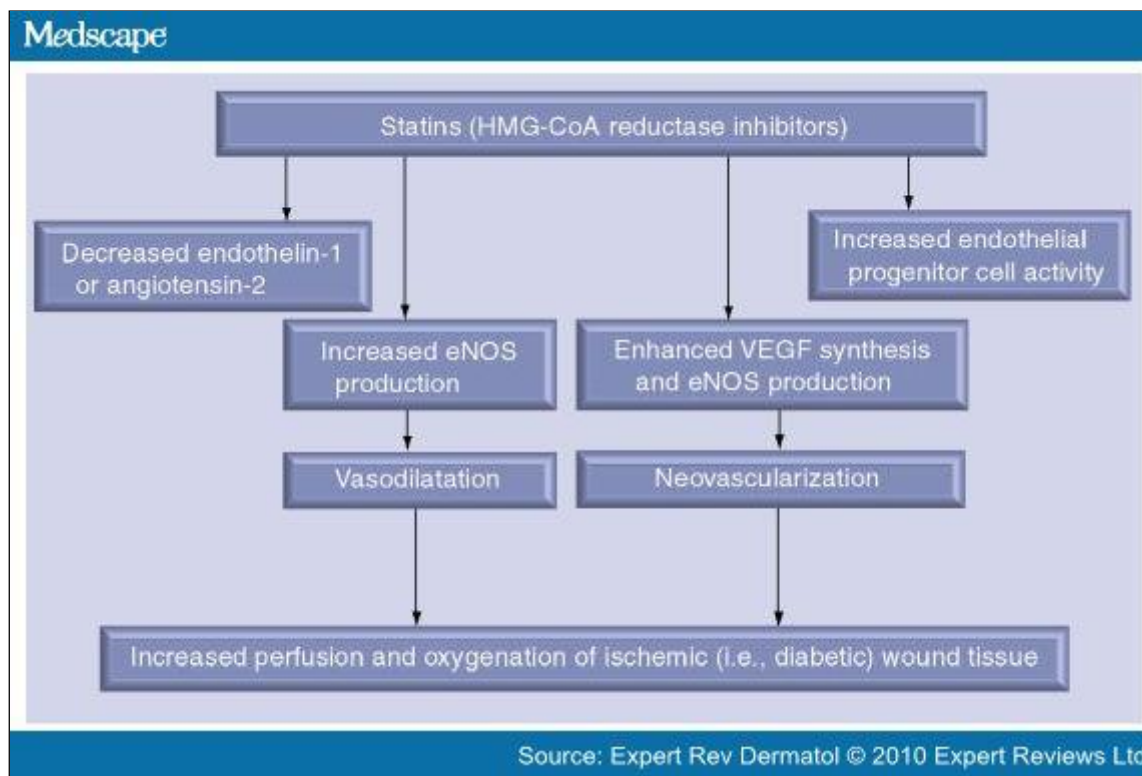 Medscape
Statins (HMG-CoA reductase inhibitors)
Decreased endothelin-1
or angiotensin-2
Increased endothelial
progenitor cell activity
Increased eNOS
production
Enhanced VEGF synthesis
and eNOS production
Vasodilatation
Neovascularization
Increased perfusion and oxygenation of ischemic (i.e., diabetic) wound tissue
Source: Expert Rev Dermatol © 2010 Expert Reviews Ltd